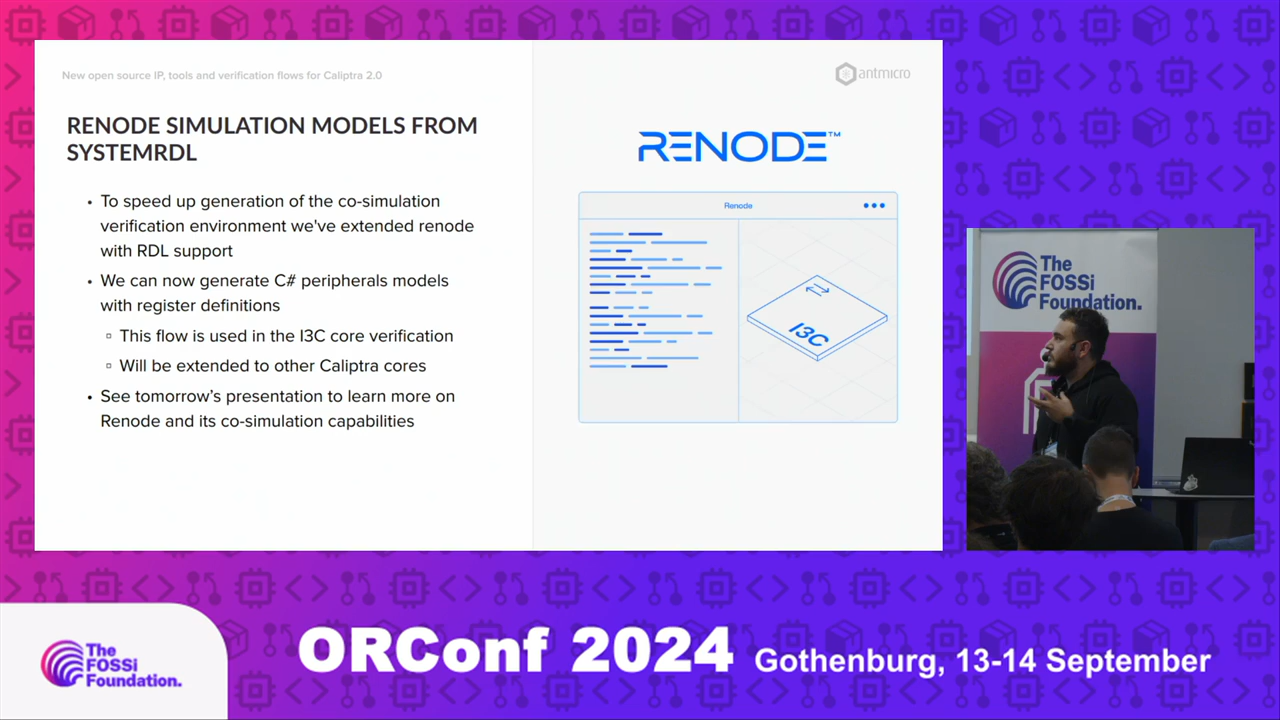 New open source IP, tools and verification flows for Caliptra 2.0
antmicro
RENODE SIMULATION MODELS FROM
SYSTEMRDL
• To speed up generation of the co-simulation
verification environment we've extended renode
with RDL support
• We can now generate C# peripherals models
with register definitions
▫ This flow is used in the I3C core verification
▫ Will be extended to other Caliptra cores
• See tomorrow's presentation to learn more on
Renode and its co-simulation capabilities
RENODE™
Renode
I3C
The
FOSSi
Foundation.
The
FOSSi
Foundation.
ORConf 2024 Gothenburg, 13-14 September